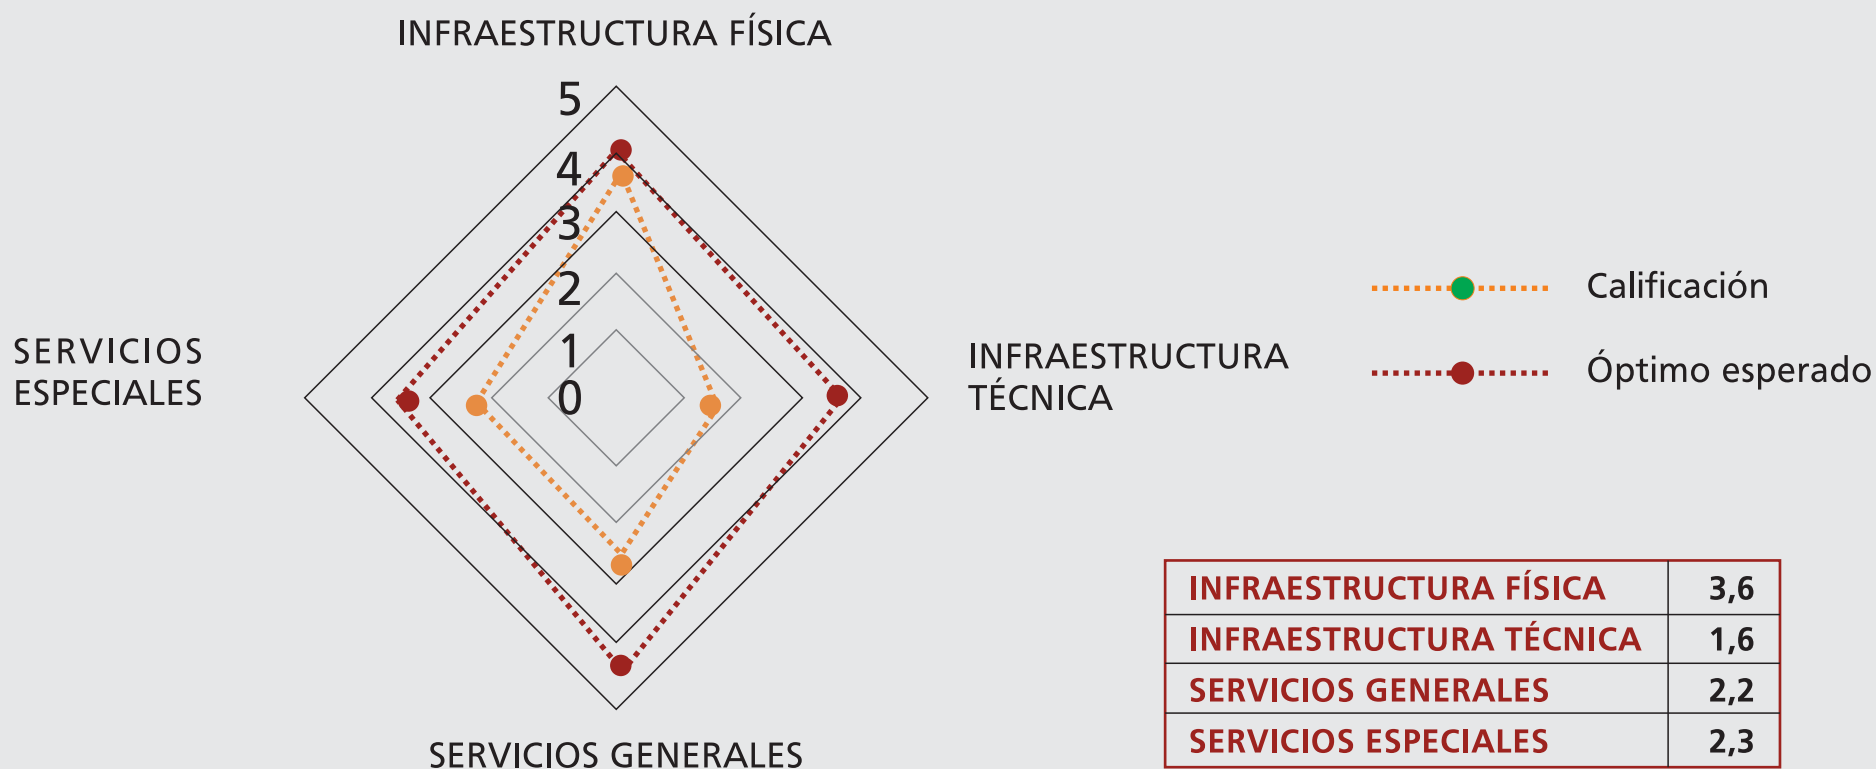 INFRAESTRUCTURA FÍSICA
5
4
3
2
1
0
SERVICIOS
ESPECIALES
INFRAESTRUCTURA
TÉCNICA
SERVICIOS GENERALES
Calificación
Óptimo esperado
INFRAESTRUCTURA FÍSICA 3,6
INFRAESTRUCTURA TÉCNICA 1,6
SERVICIOS GENERALES 2,2
SERVICIOS ESPECIALES 2,3